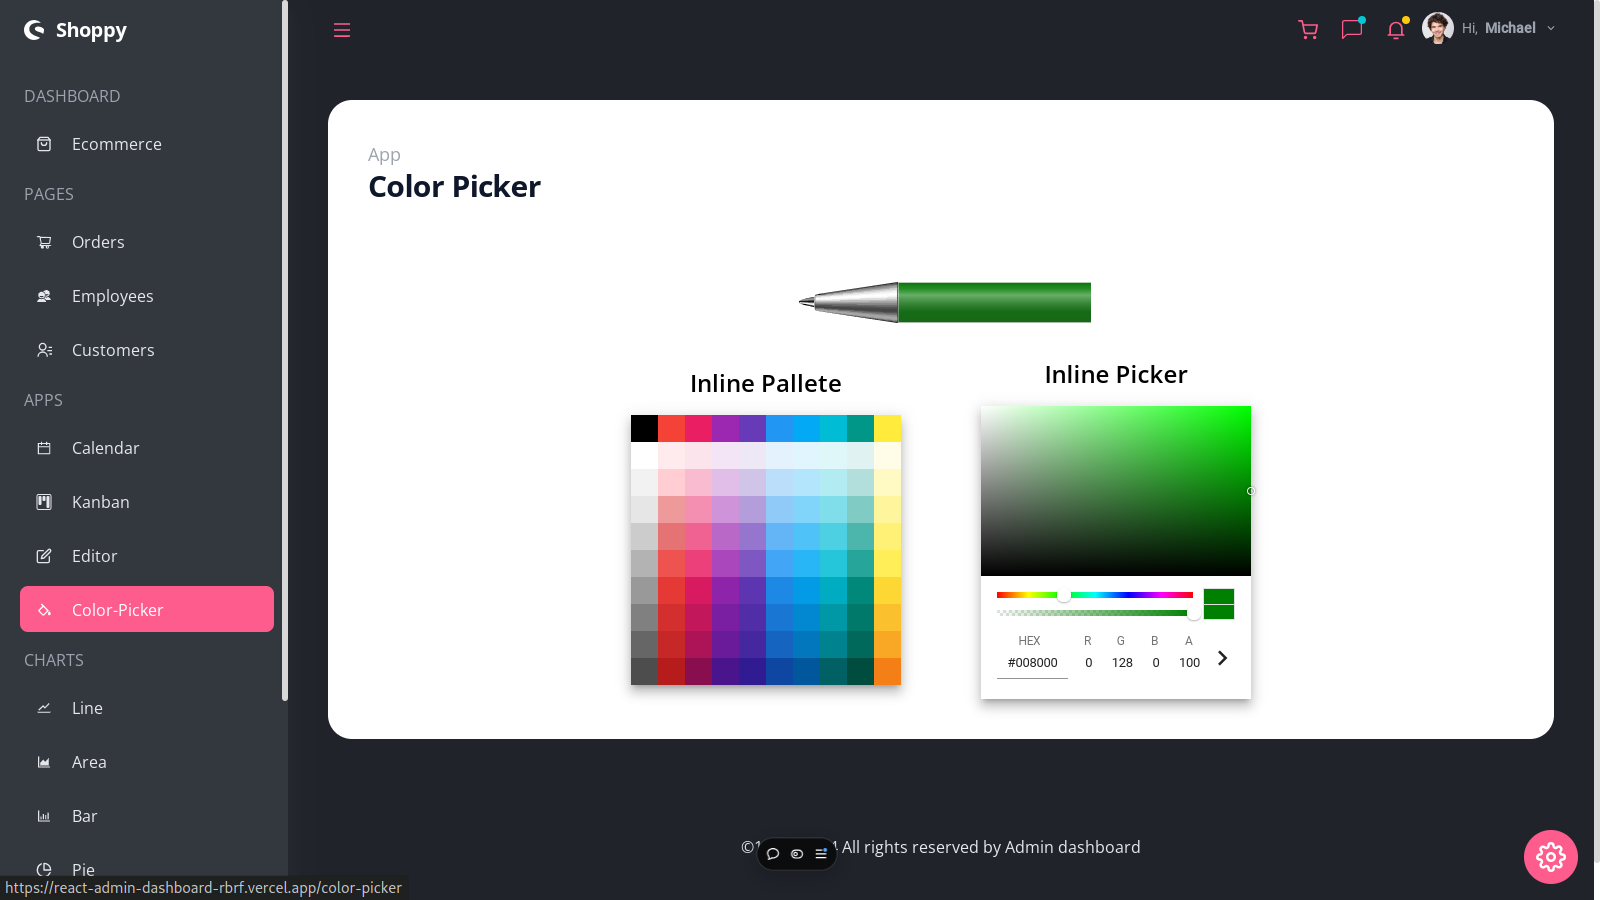 Shoppy
Hi, Michael
DASHBOARD
Ecommerce
PAGES
Orders
Employees
Customers
APPS
Calendar
Kanban
Editor
Color-Picker
CHARTS
Line
Area
Bar
Pie
https://react-admin-dashboard-rbrf.vercel.app/color-picker
App
Color Picker
Inline Pallete
Inline Picker
HEX R G B A
#008000 0 128 0 100
© All rights reserved by Admin dashboard